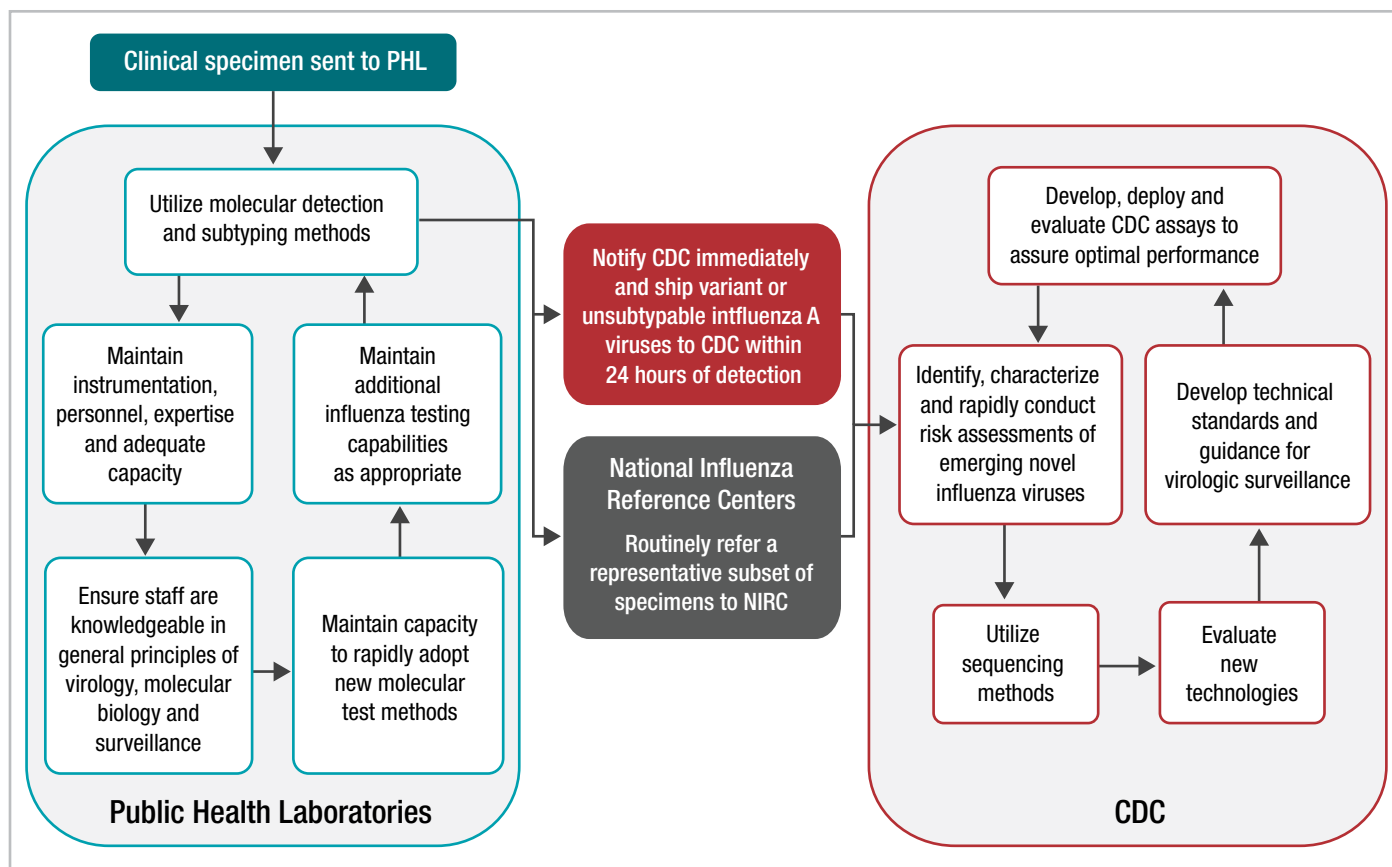 Clinical specimen sent to PHL
Utilize molecular detection
and subtyping methods
Maintain
instrumentation,
personnel, expertise
and adequate
capacity
Maintain
additional
influenza testing
capabilities
as appropriate
Ensure staff are
knowledgeable in
general principles of
virology, molecular
biology and
surveillance
Maintain capacity
to rapidly adopt
new molecular
test methods
Public Health Laboratories
Notify CDC immediately
and ship variant or
unsubtypable intfluenza A
viruses to CDC within
24 hours of detection
National Influenza
Reference Centers
Routinely refer a
representative subset of
specimens to NIRC
Develop, deploy and
evaluate CDC assays to
assure optimal performance
Identify, characterize
and rapidly conduct
risk assessments of
emerging novel
influenza viruses
Develop technical
standards and
guidance for
virologic surveillance
Utilize
sequencing
methods
Evaluate
new
technologies
CDC